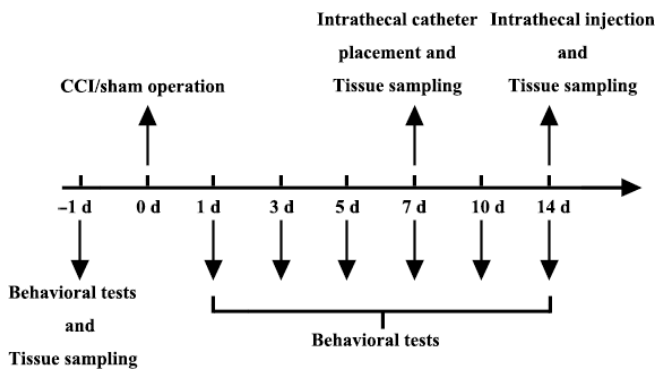 Intrathecal catheter
placement and
Tissue sampling
Intrathecal injection
and
Tissue sampling
CCI/sham operation
–1 d 0 d 1 d 3 d 5 d 7 d 10 d 14 d
Behavioral tests
and
Tissue sampling
Behavioral tests